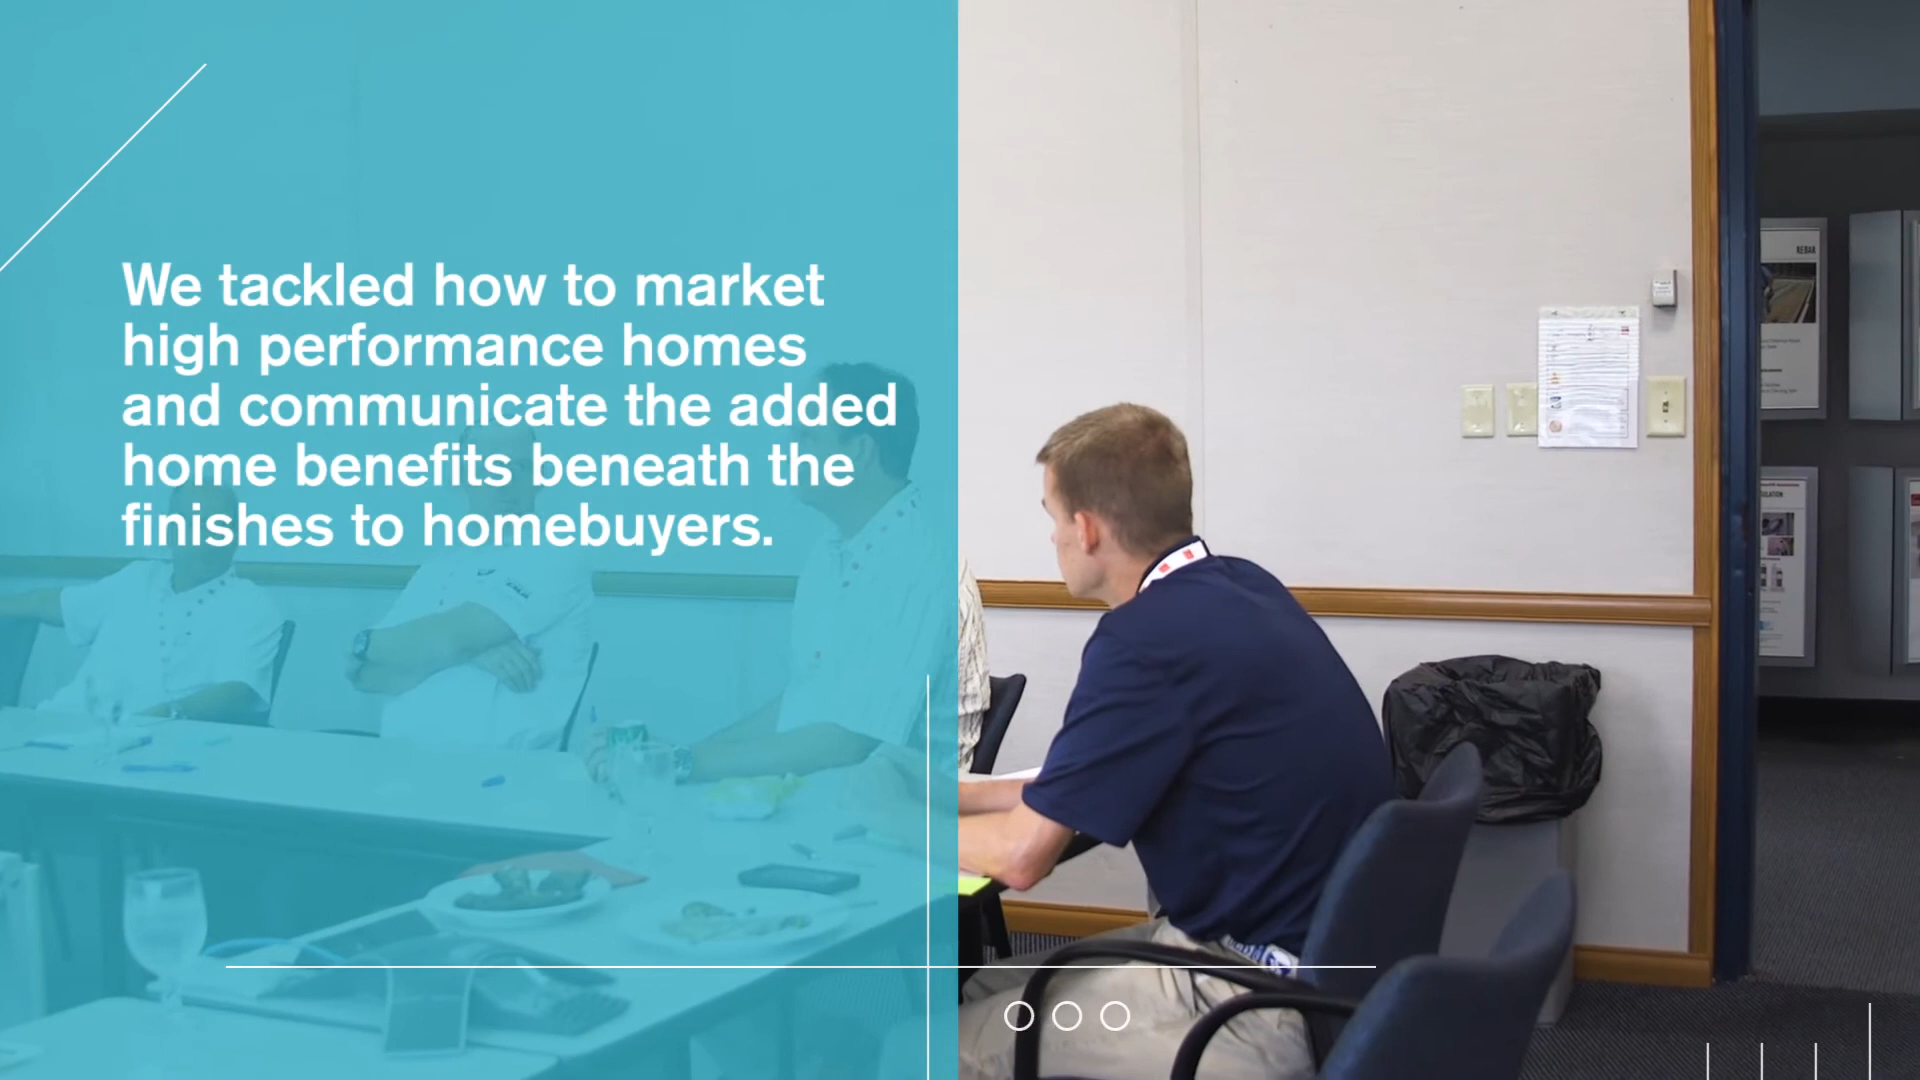 We tackled how to market
high performance homes
and communicate the added
home benefits beneath the
finishes to homebuyers.
REBAR